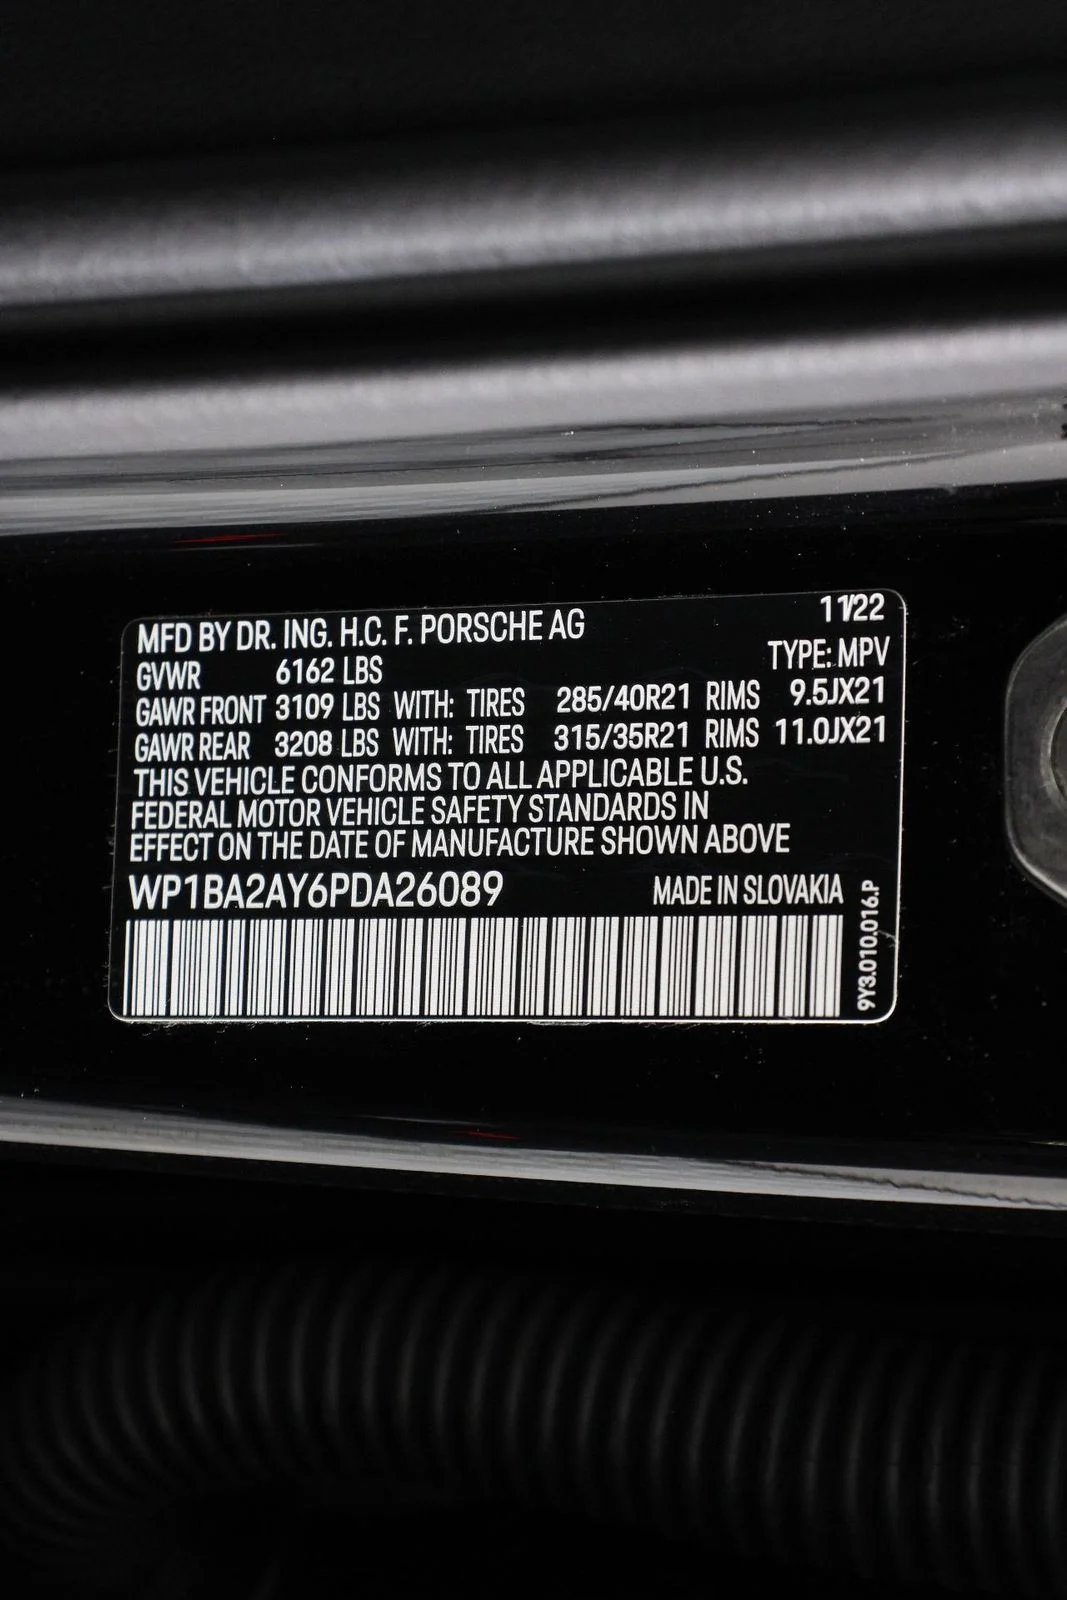 11/22
MFD BY DR. ING. H.C. F. PORSCHE AG
TYPE: MPV
GVWR 6162 LBS
GAWR FRONT 3109 LBS WITH: TIRES 285/40R21 RIMS 9.5JX21
GAWR REAR 3208 LBS WITH: TIRES 315/35R21 RIMS 11.0JX21
THIS VEHICLE CONFORMS TO ALL APPLICABLE U.S.
FEDERAL MOTOR VEHICLE SAFETY STANDARDS IN
EFFECT ON THE DATE OF MANUFACTURE SHOWN ABOVE
WP1BA2AY6PDA26089 MADE IN SLOVAKIA
9Y3.010.016.P